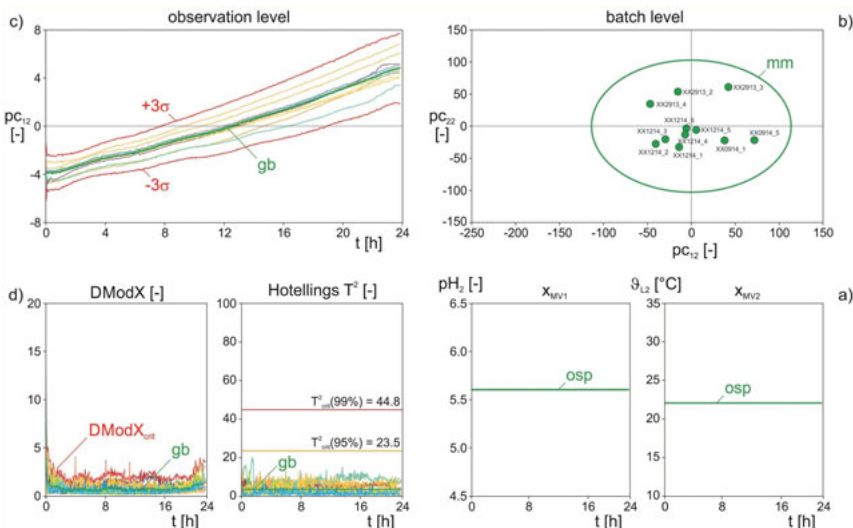 c)
observation level
8
4
0
-4
-8
pc12
[-]
+3σ
gb
-3σ
0 4 8 12 16 20 24
t [h]
batch level
b)
150
100
50
0
-50
-100
-150
pc22
[-]
mm
XX2913_2
XX2913_3
XX2913_4
XX1214_3
XX1214_5
XX1214_4
XX1214_2
XX1214_1
XX0914_1
XX0914_5
-250 -200 -150 -100 -50 0 50 100 150
pc12 [-]
d)
DModX [-]
20
15
10
5
0
DModXcrit
gb
0 8 16 24
t [h]
Hotellings T² [-]
100
80
60
40
20
0
T²crit(99%) = 44.8
T²crit(95%) = 23.5
gb
0 8 16 24
t [h]
a)
pH2 [-]
xMV1
6.5
6.0
5.5
5.0
4.5
osp
0 8 16 24
t [h]
ϑL2 [°C]
xMV2
35
30
25
20
15
10
osp
0 8 16 24
t [h]